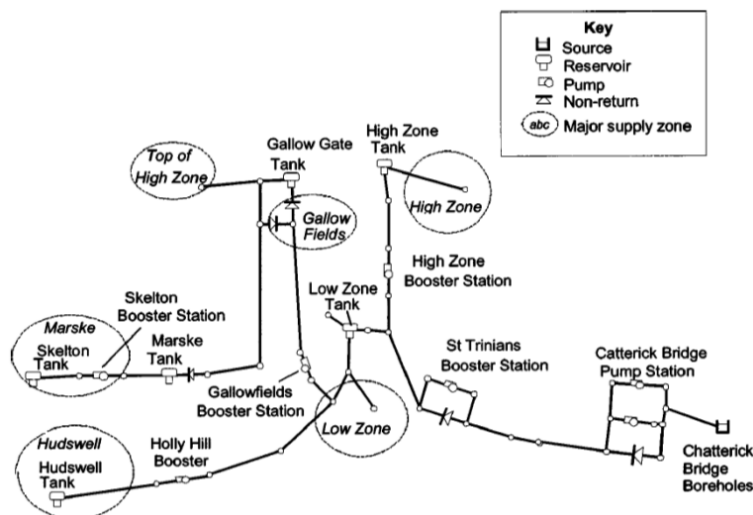 Key
Source
Reservoir
Pump
Non-return
abc Major supply zone
Top of
High Zone
Gallow Gate
Tank
High Zone
Tank
High Zone
Gallow
Fields
High Zone
Booster Station
Low Zone
Tank
Skelton
Booster Station
Marske
Skelton
Tank
Marske
Tank
St Trinians
Booster Station
Catterick Bridge
Pump Station
Gallowfields
Booster Station
Low Zone
Chatterick
Bridge
Boreholes
Hudswell
Hudswell
Tank
Holly Hill
Booster